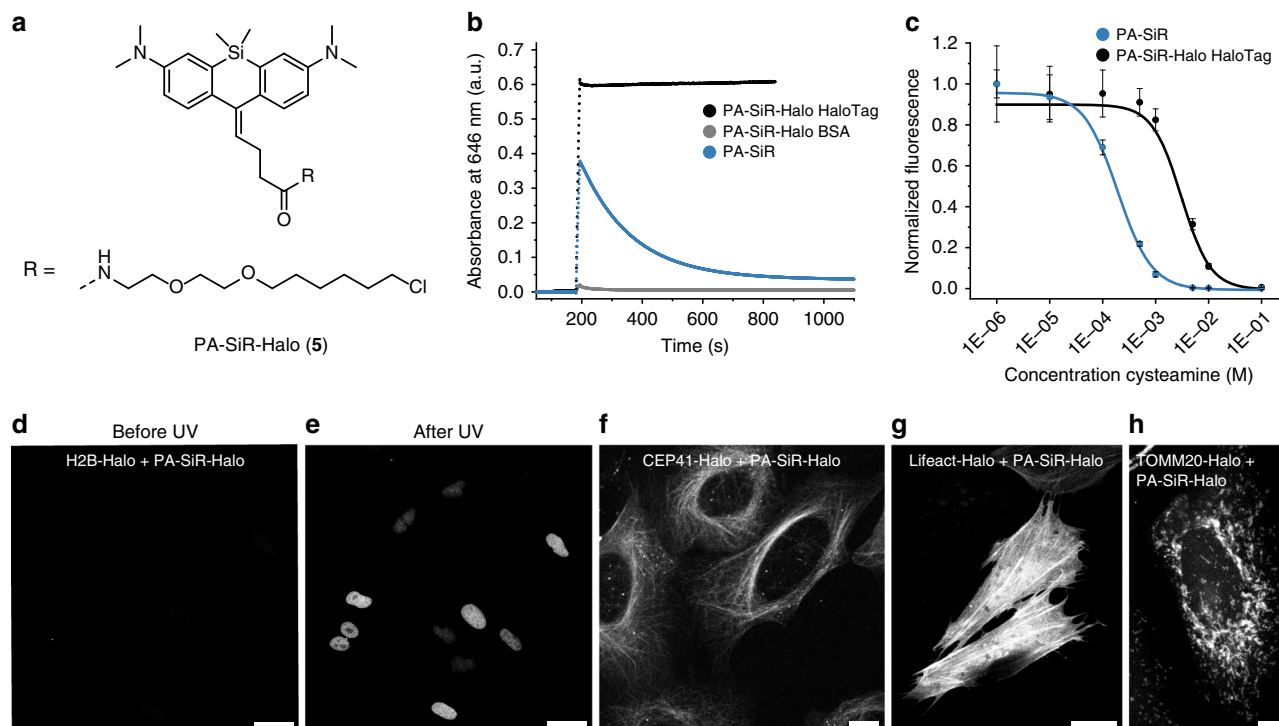 a
N
Si
N
R
O
R =
H
N
O
O
Cl
PA-SiR-Halo (5)
b
Absorbance at 646 nm (a.u.)
0.7
0.6
0.5
0.4
0.3
0.2
0.1
0.0
200
400
600
800
1000
Time (s)
PA-SiR-Halo HaloTag
PA-SiR-Halo BSA
PA-SiR
c
PA-SiR
PA-SiR-Halo HaloTag
Normalized fluorescence
1.2
1.0
0.8
0.6
0.4
0.2
0.0
1E–06
1E–05
1E–04
1E–03
1E–02
1E–01
Concentration cysteamine (M)
d
Before UV
H2B-Halo + PA-SiR-Halo
e
After UV
f
CEP41-Halo + PA-SiR-Halo
g
Lifeact-Halo + PA-SiR-Halo
h
TOMM20-Halo +
PA-SiR-Halo